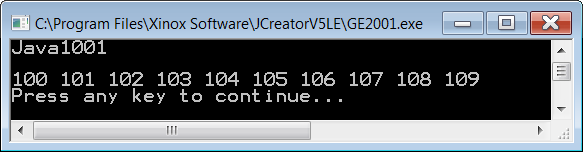 C:\Program Files\Xinox Software\JCreatorV5LE\GE2001.exe
Java1001
100 101 102 103 104 105 106 107 108 109
Press any key to continue...